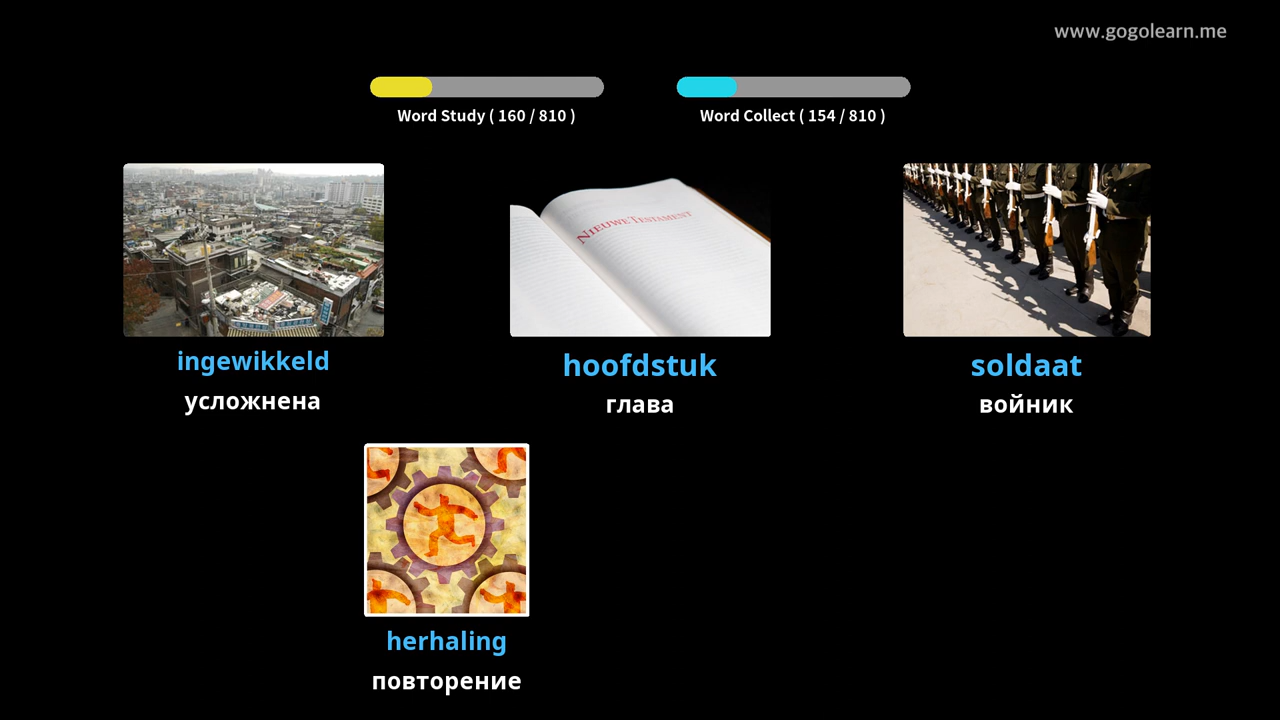 www.gogolearn.me
Word Study ( 160 / 810 )
Word Collect ( 154 / 810 )
NIEUWE TESTAMENT
ingewikkeld
усложнена
hoofdstuk
глава
soldaat
войник
herhaling
повторение